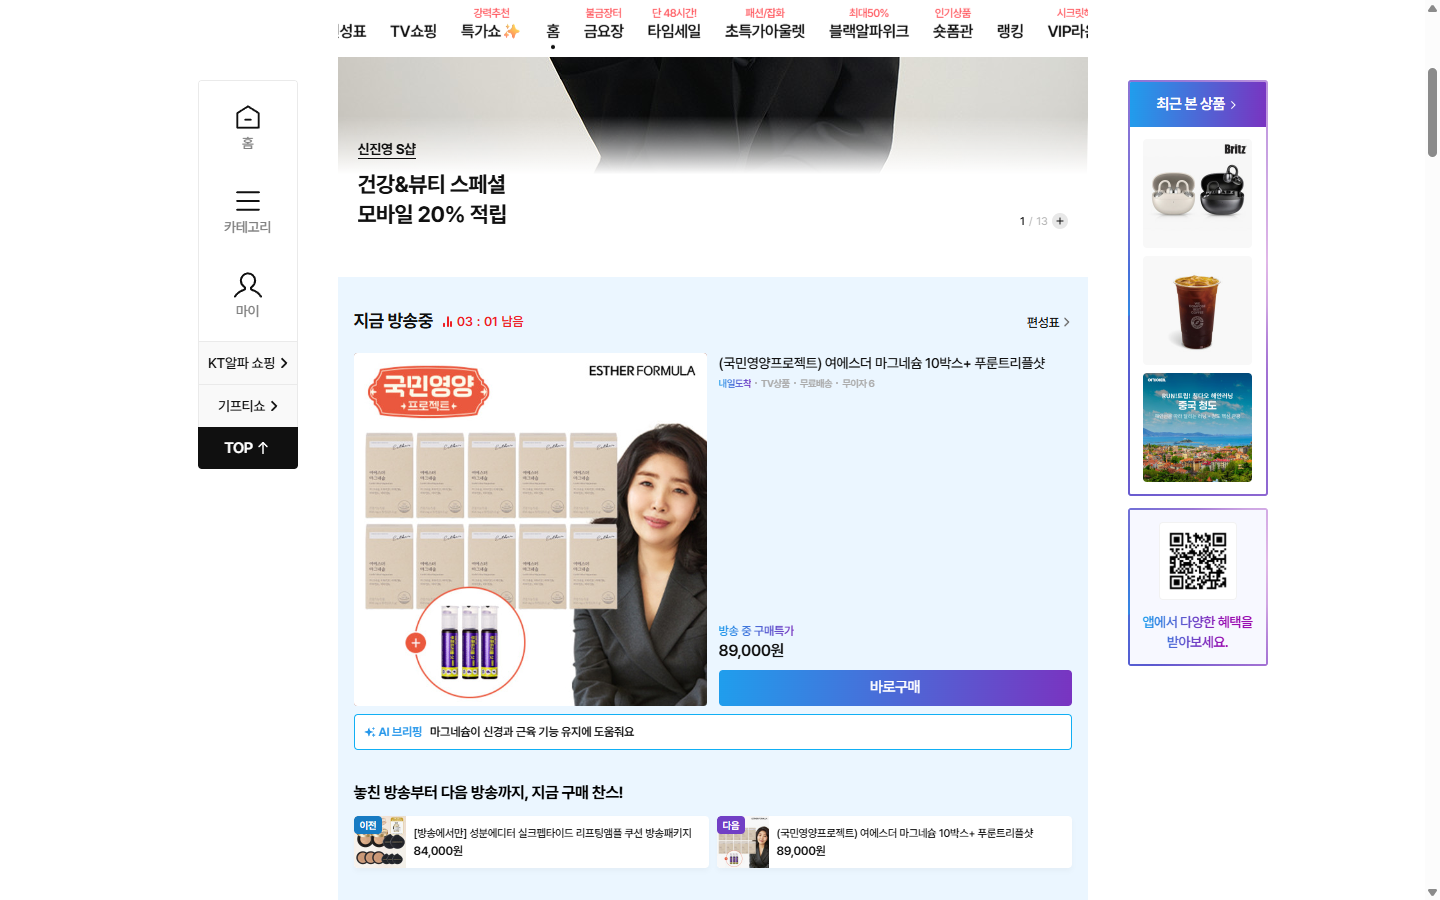 강력추천
불금장터
단 48시간!
패션/잡화
최대50%
인기상품
성표
TV쇼핑
특가쇼✨
홈
금요장
타임세일
초특가아울렛
블랙알파위크
숏폼관
랭킹
신진영 S샵
건강&뷰티 스페셜
모바일 20% 적립
1 / 13 +
홈
카테고리
마이
KT알파 쇼핑 >
기프티쇼 >
TOP ↑
지금 방송중
03 : 01 남음
편성표 >
국민영양
프로젝트
ESTHER FORMULA
(국민영양프로젝트) 여에스더 마그네슘 10박스+ 푸룬트리플샷
내일도착 · TV상품 · 무료배송 · 무이자 6
방송 중 구매특가
89,000원
바로구매
AI 브리핑 마그네슘이 신경과 근육 기능 유지에 도움줘요
놓친 방송부터 다음 방송까지, 지금 구매 찬스!
이전
[방송에서만] 성분에디터 실크펩타이드 리프팅앰플 쿠션 방송패키지
84,000원
다음
(국민영양프로젝트) 여에스더 마그네슘 10박스+ 푸룬트리플샷
89,000원
최근 본 상품 >
Britz
중국 청도
앱에서 다양한 혜택을
받아보세요.